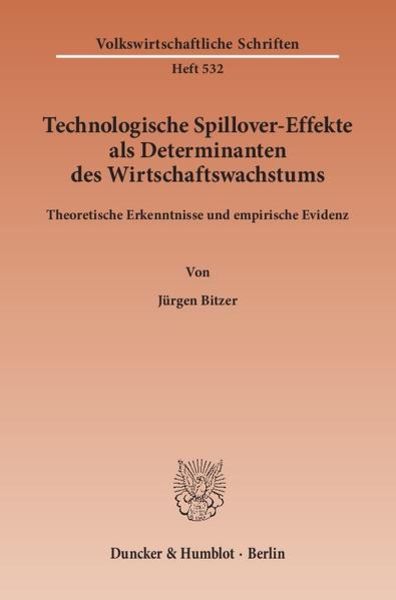 Volkswirtschaftliche Schriften
Heft 532
Technologische Spillover-Effekte
als Determinanten
des Wirtschaftswachstums
Theoretische Erkenntnisse und empirische Evidenz
Von
Jürgen Bitzer
Duncker & Humblot · Berlin